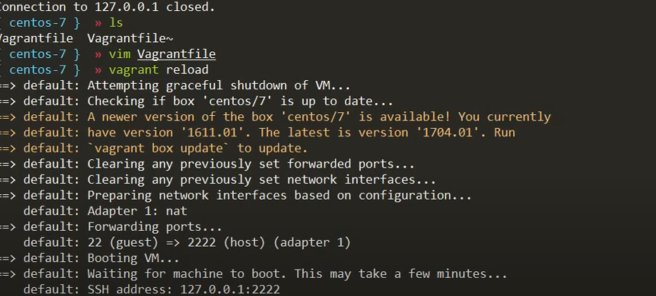 Connection to 127.0.0.1 closed.
{ centos-7 } » ls
Vagrantfile Vagrantfile~
{ centos-7 } » vim Vagrantfile
{ centos-7 } » vagrant reload
==> default: Attempting graceful shutdown of VM...
==> default: Checking if box 'centos/7' is up to date...
==> default: A newer version of the box 'centos/7' is available! You currently
==> default: have version '1611.01'. The latest is version '1704.01'. Run
==> default: `vagrant box update` to update.
==> default: Clearing any previously set forwarded ports...
==> default: Clearing any previously set network interfaces...
==> default: Preparing network interfaces based on configuration...
default: Adapter 1: nat
==> default: Forwarding ports...
default: 22 (guest) => 2222 (host) (adapter 1)
==> default: Booting VM...
==> default: Waiting for machine to boot. This may take a few minutes...
default: SSH address: 127.0.0.1:2222